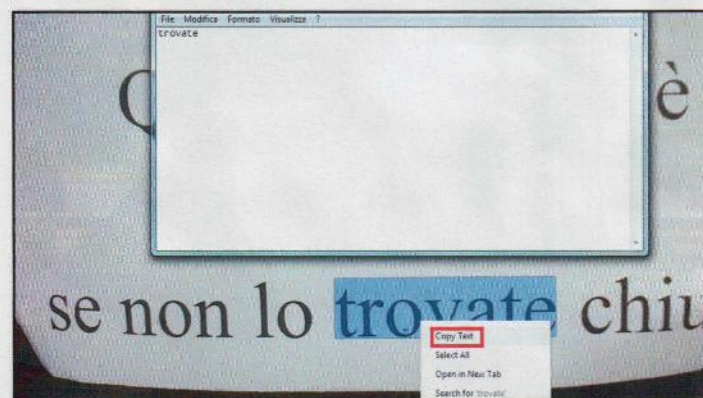 File Modifica Formato Visualizza ?
trovate
Q è
se non lo trovate chiu
Copy Text
Select All
Open in New Tab
Search for 'trovate'